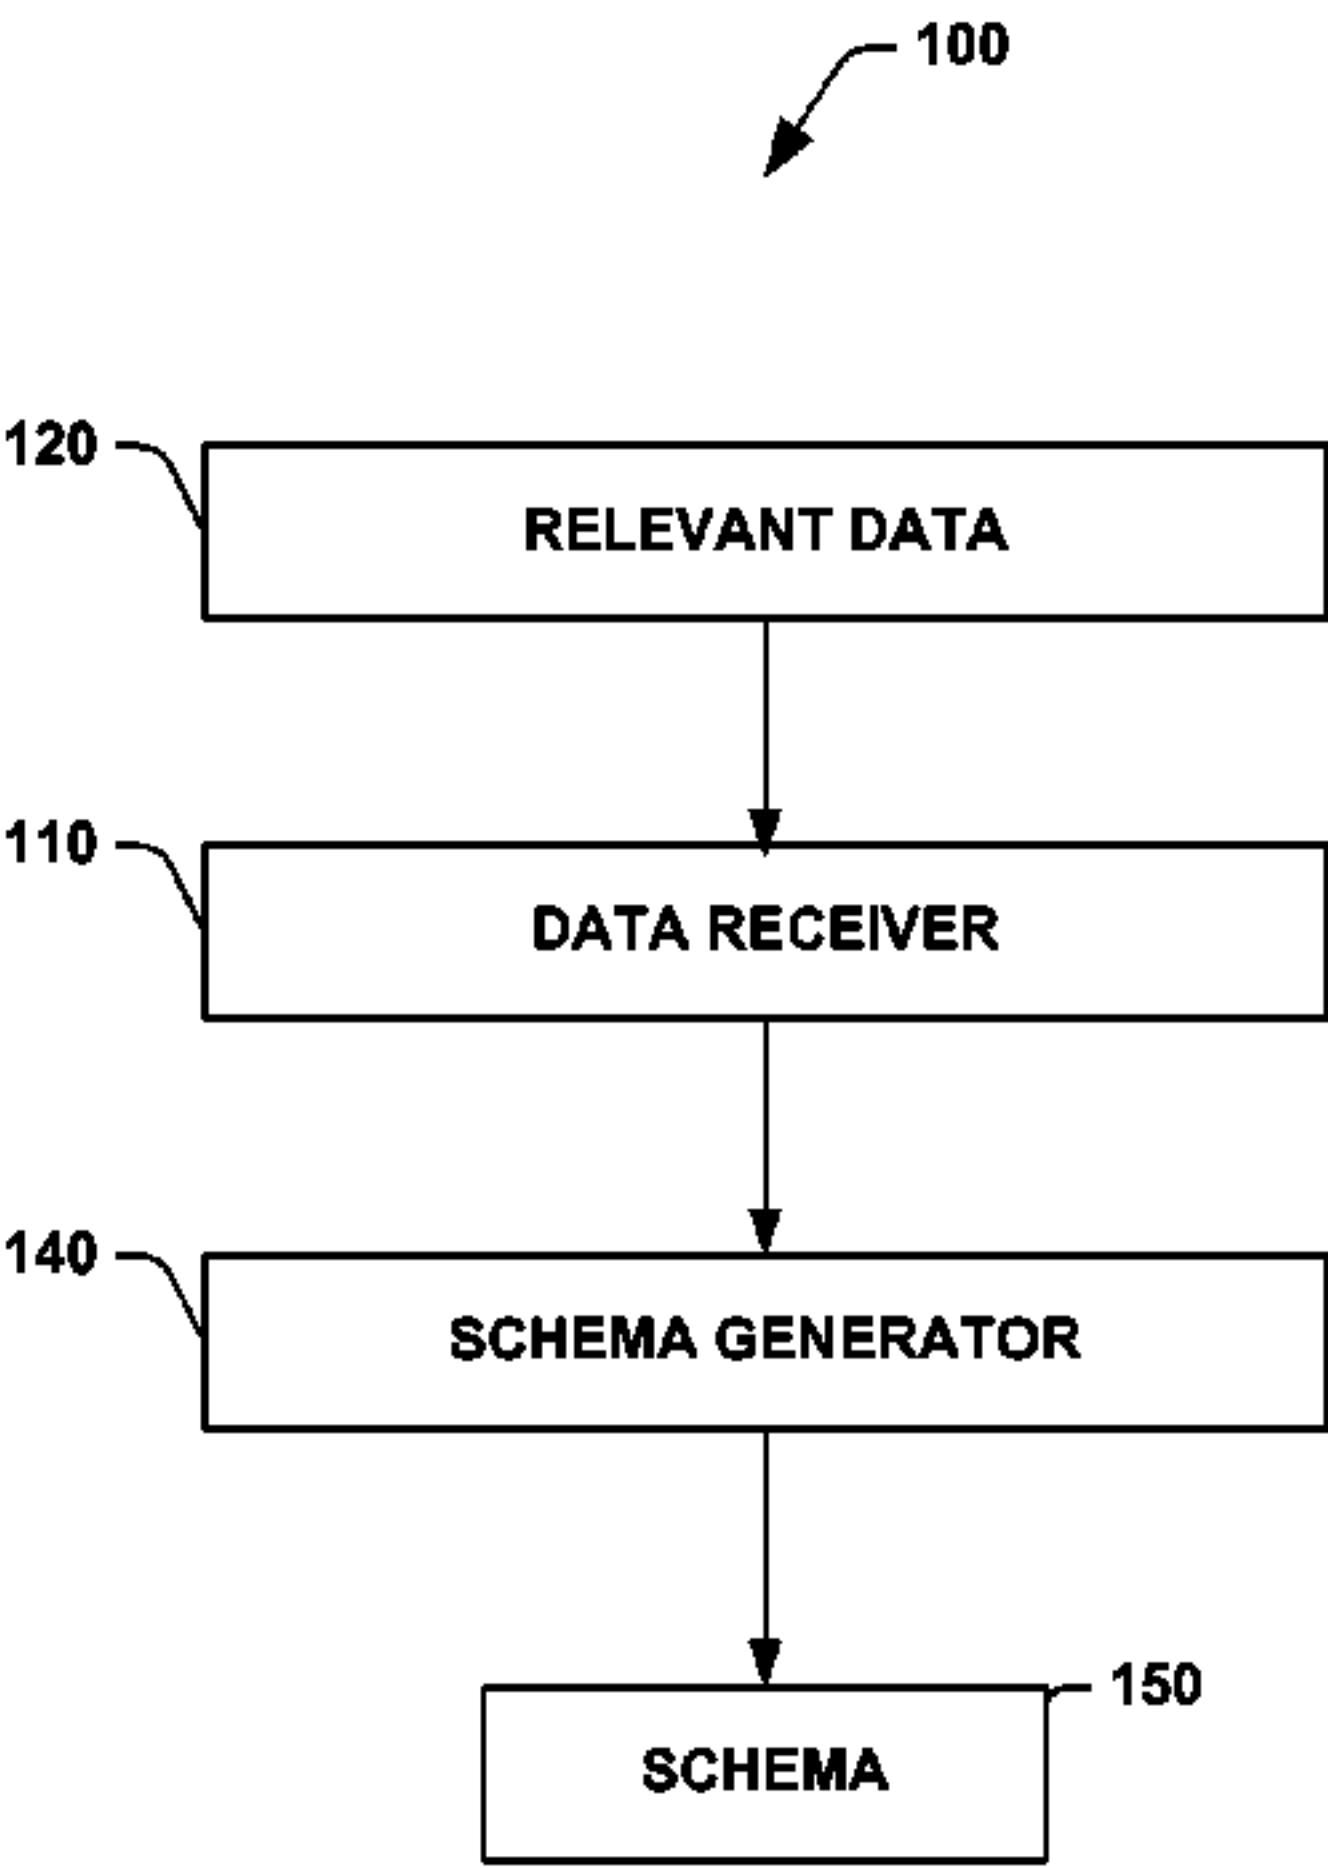 100
120
RELEVANT DATA
110
DATA RECEIVER
140
SCHEMA GENERATOR
150
SCHEMA